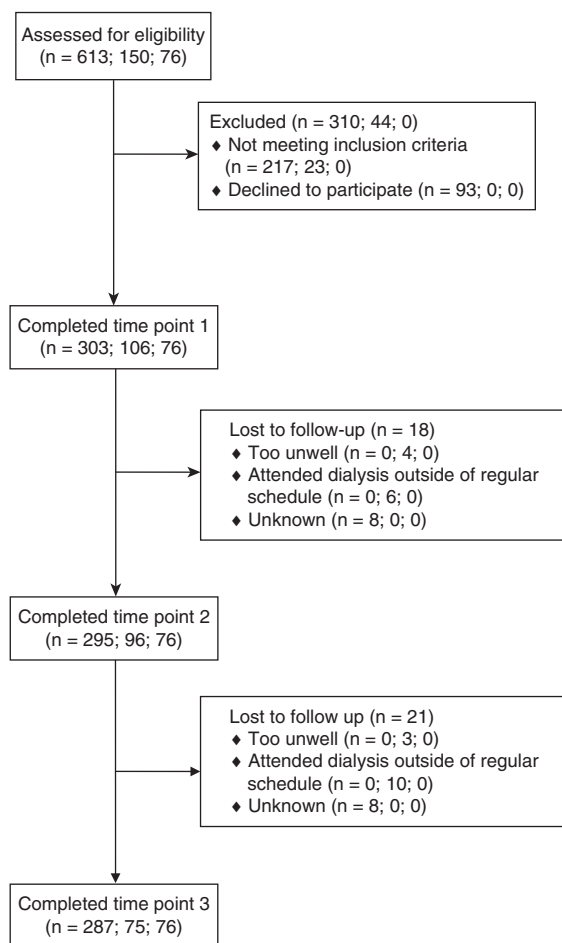 Assessed for eligibility
(n = 613; 150; 76)
Excluded (n = 310; 44; 0)
♦ Not meeting inclusion criteria
(n = 217; 23; 0)
♦ Declined to participate (n = 93; 0; 0)
Completed time point 1
(n = 303; 106; 76)
Lost to follow-up (n = 18)
♦ Too unwell (n = 0; 4; 0)
♦ Attended dialysis outside of regular
schedule (n = 0; 6; 0)
♦ Unknown (n = 8; 0; 0)
Completed time point 2
(n = 295; 96; 76)
Lost to follow up (n = 21)
♦ Too unwell (n = 0; 3; 0)
♦ Attended dialysis outside of regular
schedule (n = 0; 10; 0)
♦ Unknown (n = 8; 0; 0)
Completed time point 3
(n = 287; 75; 76)